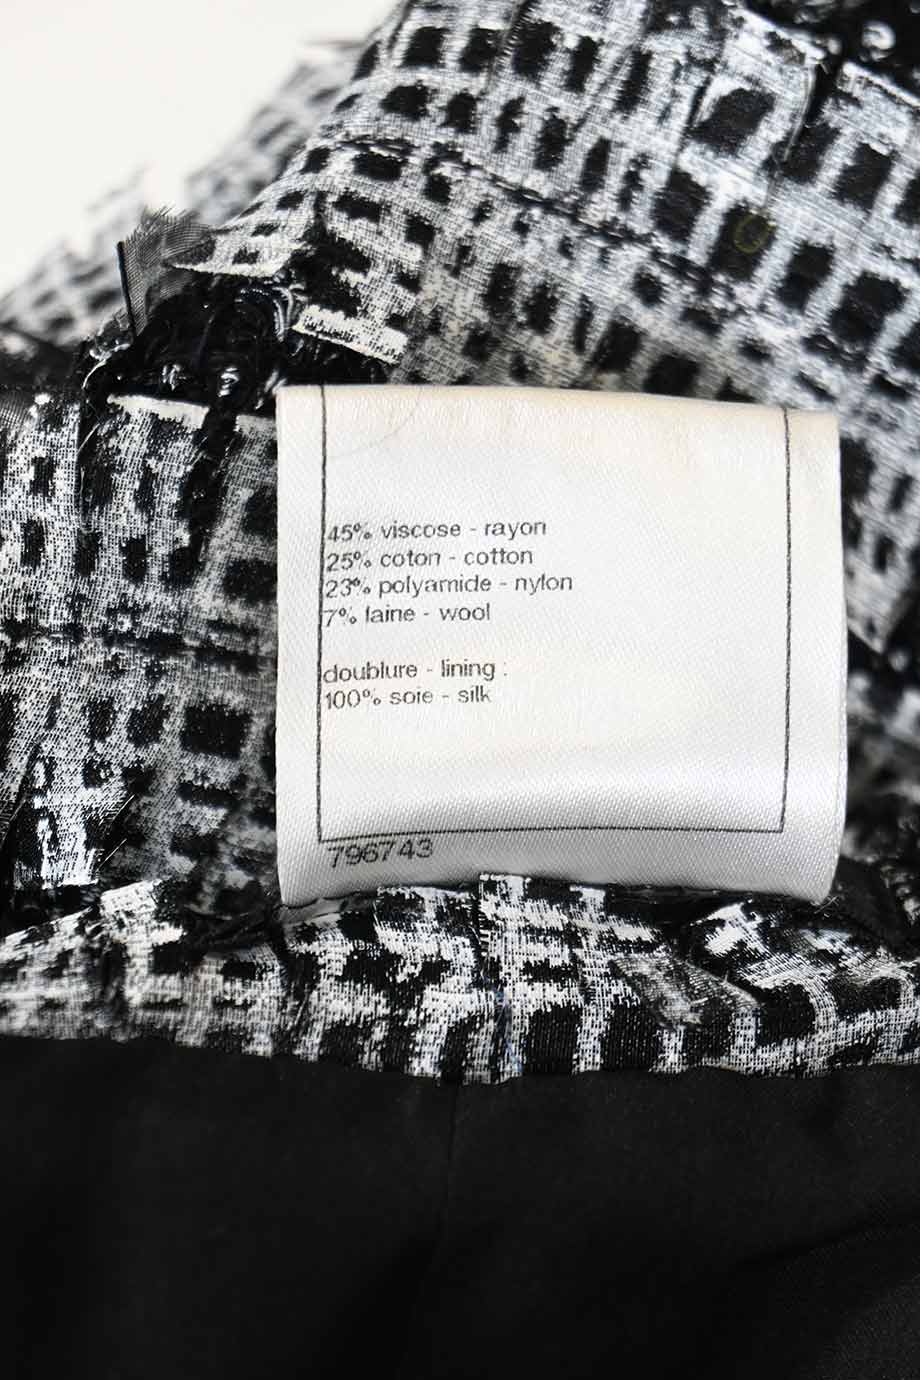 45% viscose - rayon
25% coton - cotton
23% polyamide - nylon
7% laine - wool
doublure - lining :
100% soie - silk
796743